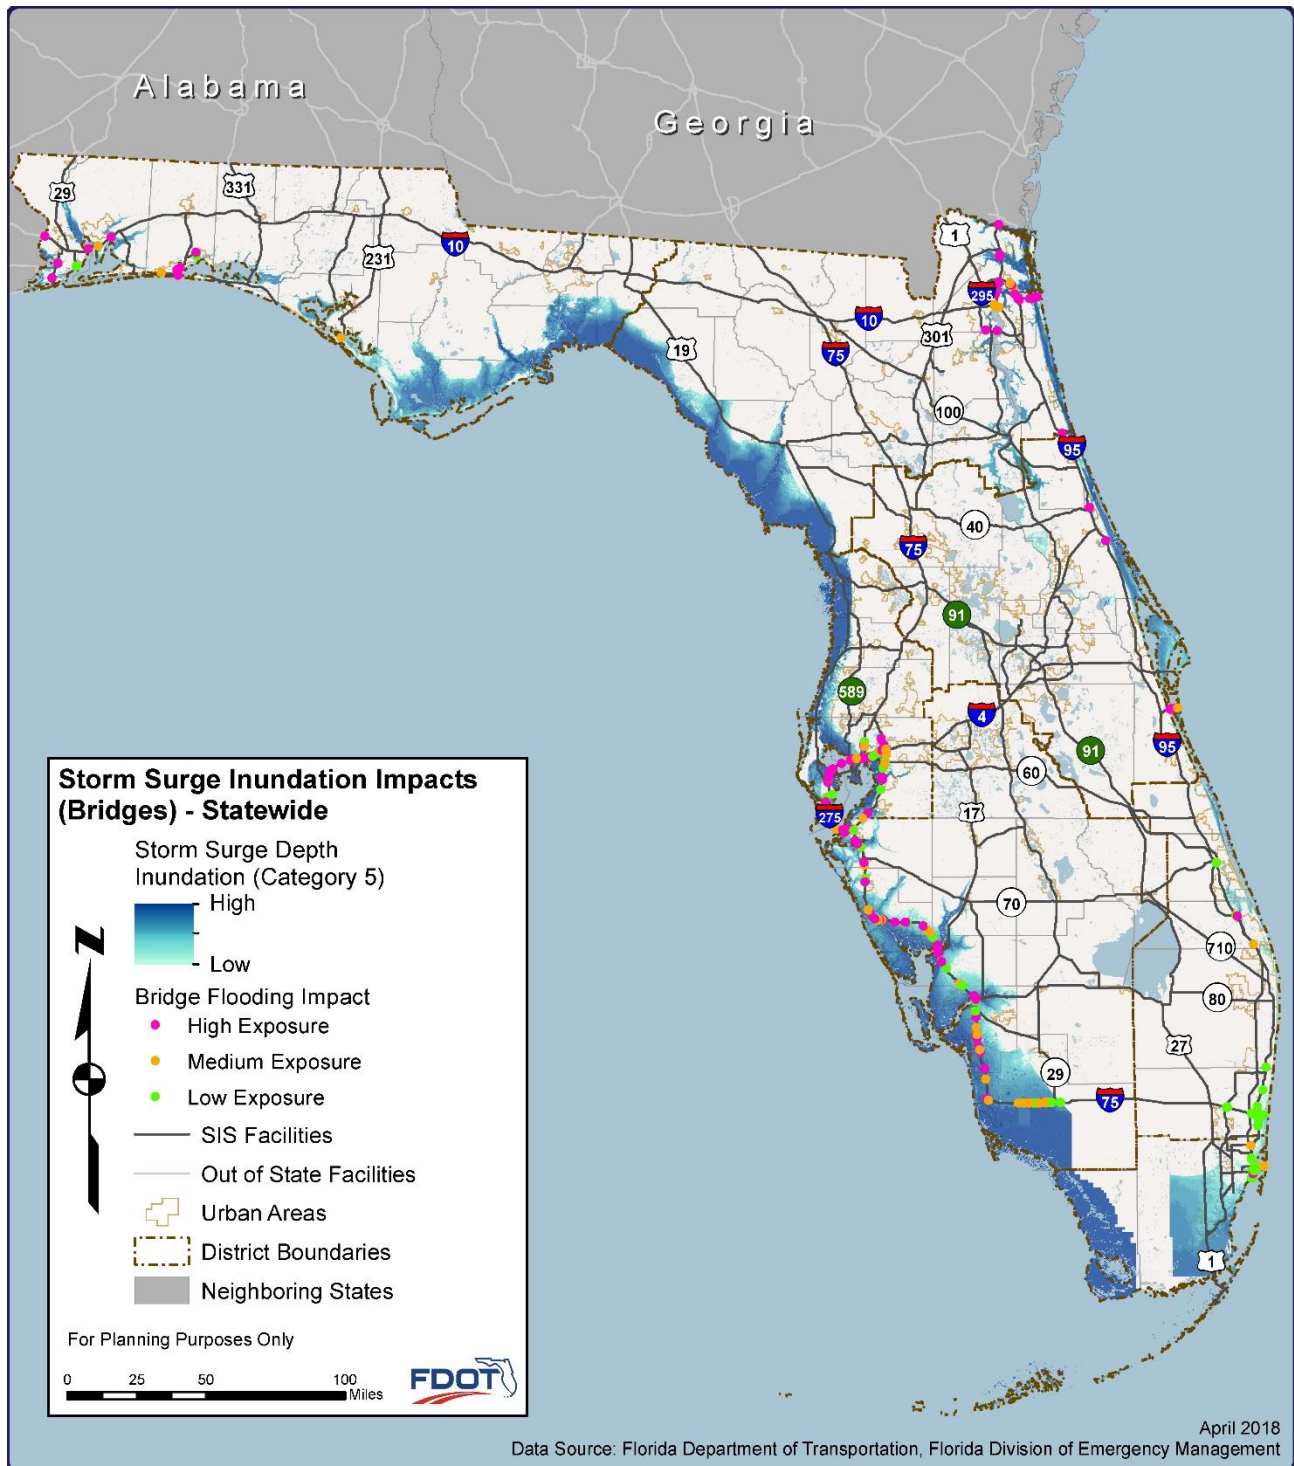 Alabama
Georgia
29
331
231
10
1
295
10
301
19
75
100
95
40
75
91
589
4
91
95
60
275
17
70
710
80
27
29
75
1
Storm Surge Inundation Impacts
(Bridges) - Statewide
Storm Surge Depth
Inundation (Category 5)
High
Low
N
Bridge Flooding Impact
High Exposure
Medium Exposure
Low Exposure
SIS Facilities
Out of State Facilities
Urban Areas
District Boundaries
Neighboring States
For Planning Purposes Only
0 25 50 100
Miles
FDOT
April 2018
Data Source: Florida Department of Transportation, Florida Division of Emergency Management